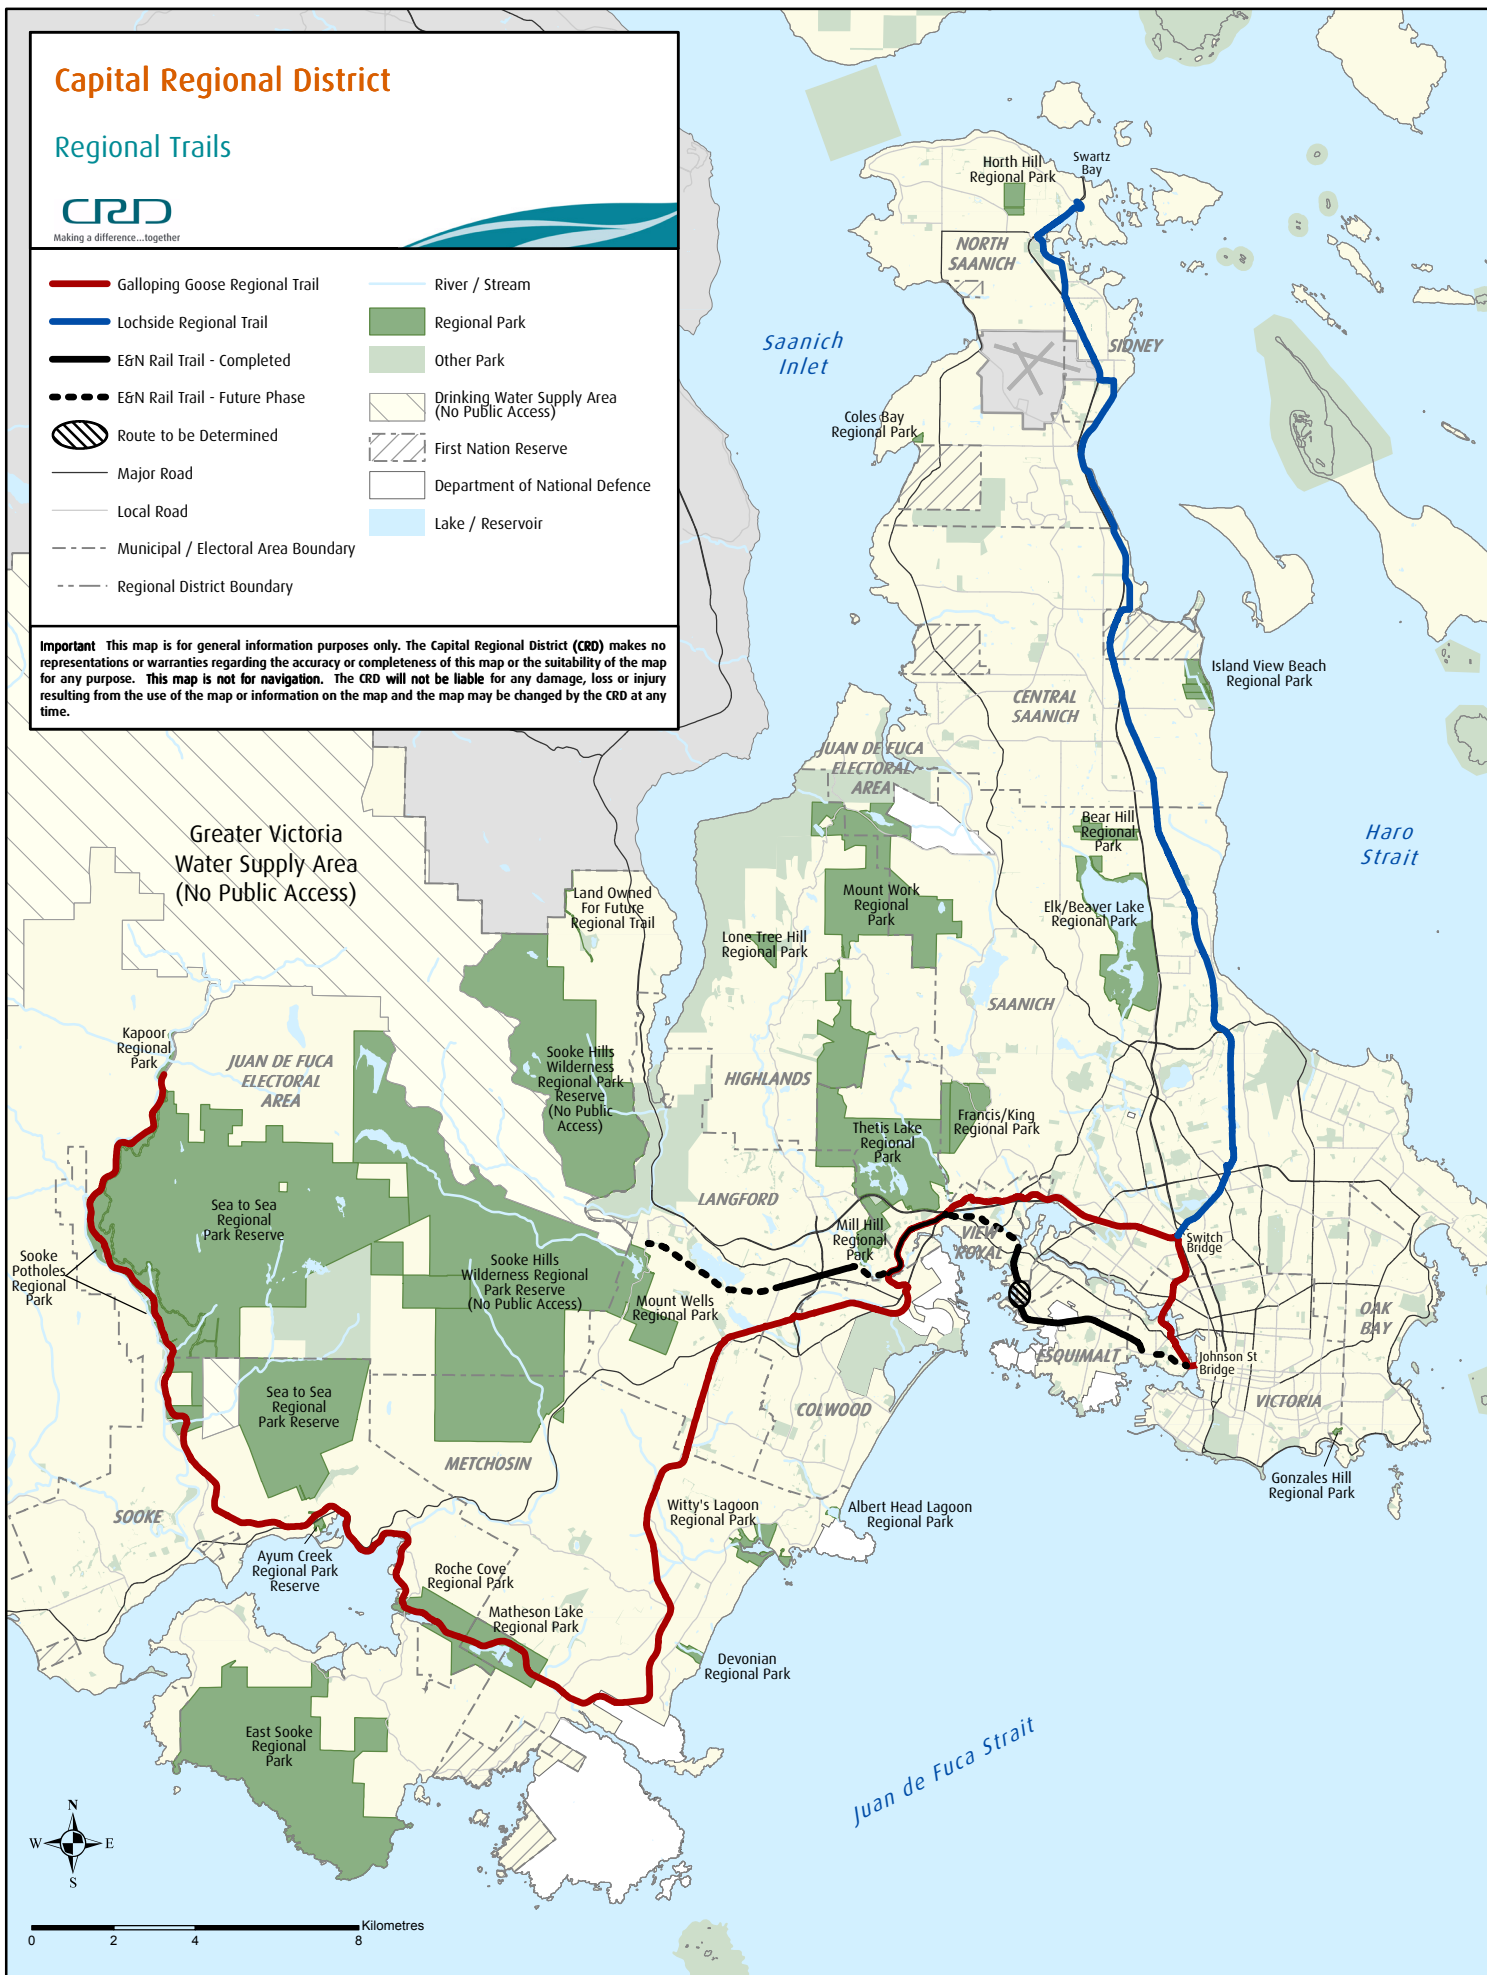 Capital Regional District
Regional Trails
CRD
Making a difference...together
Galloping Goose Regional Trail
Lochside Regional Trail
E&N Rail Trail - Completed
E&N Rail Trail - Future Phase
Route to be Determined
Major Road
Local Road
Municipal / Electoral Area Boundary
Regional District Boundary
River / Stream
Regional Park
Other Park
Drinking Water Supply Area
(No Public Access)
First Nation Reserve
Department of National Defence
Lake / Reservoir
Important This map is for general information purposes only. The Capital Regional District (CRD) makes no
representations or warranties regarding the accuracy or completeness of this map or the suitability of the map
for any purpose. This map is not for navigation. The CRD will not be liable for any damage, loss or injury
resulting from the use of the map or information on the map and the map may be changed by the CRD at any
time.
Horth Hill
Regional Park
Swartz
Bay
NORTH
SAANICH
Saanich
Inlet
SIDNEY
Coles Bay
Regional Park
Island View Beach
Regional Park
CENTRAL
SAANICH
JUAN DE FUCA
ELECTORAL
AREA
Greater Victoria
Water Supply Area
(No Public Access)
Bear Hill
Regional
Park
Haro
Strait
Land Owned
For Future
Regional Trail
Mount Work
Regional
Park
Elk/Beaver Lake
Regional Park
Lone Tree Hill
Regional Park
SAANICH
Kapoor
Regional
Park
JUAN DE FUCA
ELECTORAL
AREA
Sooke Hills
Wilderness
Regional Park
Reserve
(No Public
Access)
HIGHLANDS
Francis/King
Regional Park
Thetis Lake
Regional
Park
LANGFORD
Sea to Sea
Regional
Park Reserve
Mill Hill
Regional
Park
VIEW
ROYAL
Switch
Bridge
Sooke
Potholes
Regional
Park
Sooke Hills
Wilderness Regional
Park Reserve
(No Public Access)
Mount Wells
Regional Park
OAK
BAY
ESQUIMALT
Johnson St
Bridge
Sea to Sea
Regional
Park Reserve
COLWOOD
VICTORIA
METCHOSIN
Gonzales Hill
Regional Park
SOOKE
Witty's Lagoon
Regional Park
Albert Head Lagoon
Regional Park
Ayum Creek
Regional Park
Reserve
Roche Cove
Regional Park
Matheson Lake
Regional Park
Devonian
Regional Park
East Sooke
Regional
Park
Juan de Fuca Strait
N
W
E
S
Kilometres
0
2
4
8